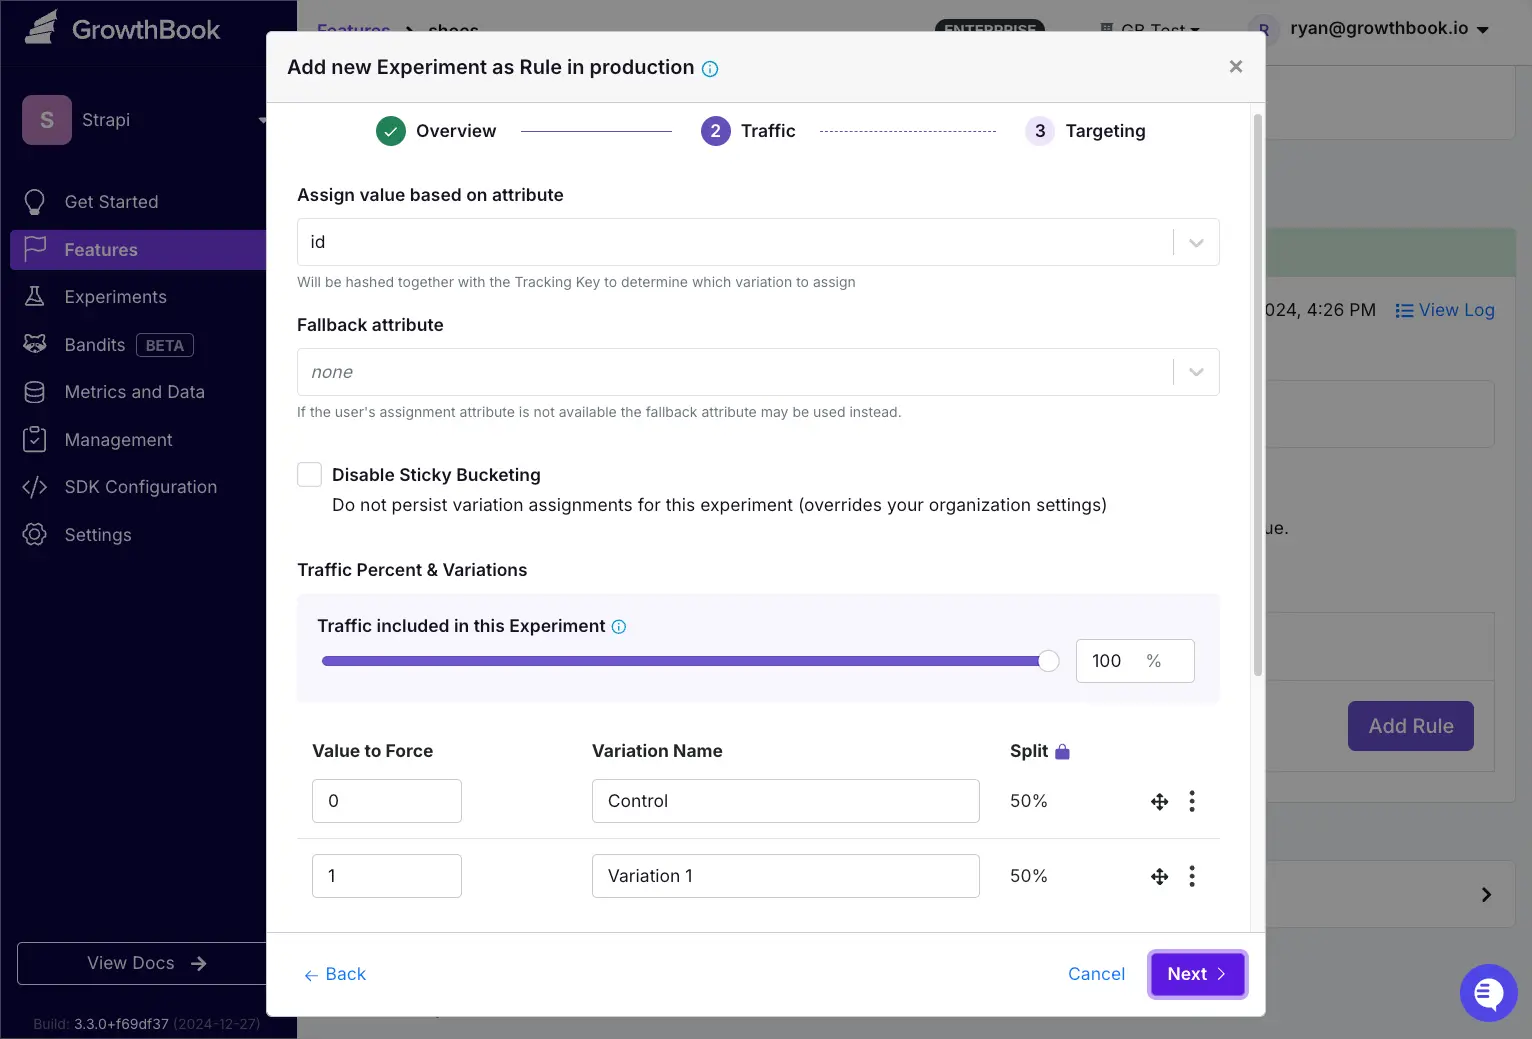 GrowthBook
Features > shoes
ENTERPRISE
GB Test
R
ryan@growthbook.io
Add new Experiment as Rule in production
S
Strapi
Overview
2 Traffic
3 Targeting
Get Started
Features
Experiments
Bandits BETA
Metrics and Data
Management
SDK Configuration
Settings
Assign value based on attribute
id
Will be hashed together with the Tracking Key to determine which variation to assign
Fallback attribute
none
If the user's assignment attribute is not available the fallback attribute may be used instead.
Disable Sticky Bucketing
Do not persist variation assignments for this experiment (overrides your organization settings)
Traffic Percent & Variations
Traffic included in this Experiment
100 %
Value to Force Variation Name Split
0 Control 50%
1 Variation 1 50%
← Back
Cancel
Next
024, 4:26 PM
View Log
ue.
Add Rule
View Docs
Build: 3.3.0+f69df37 (2024-12-27)